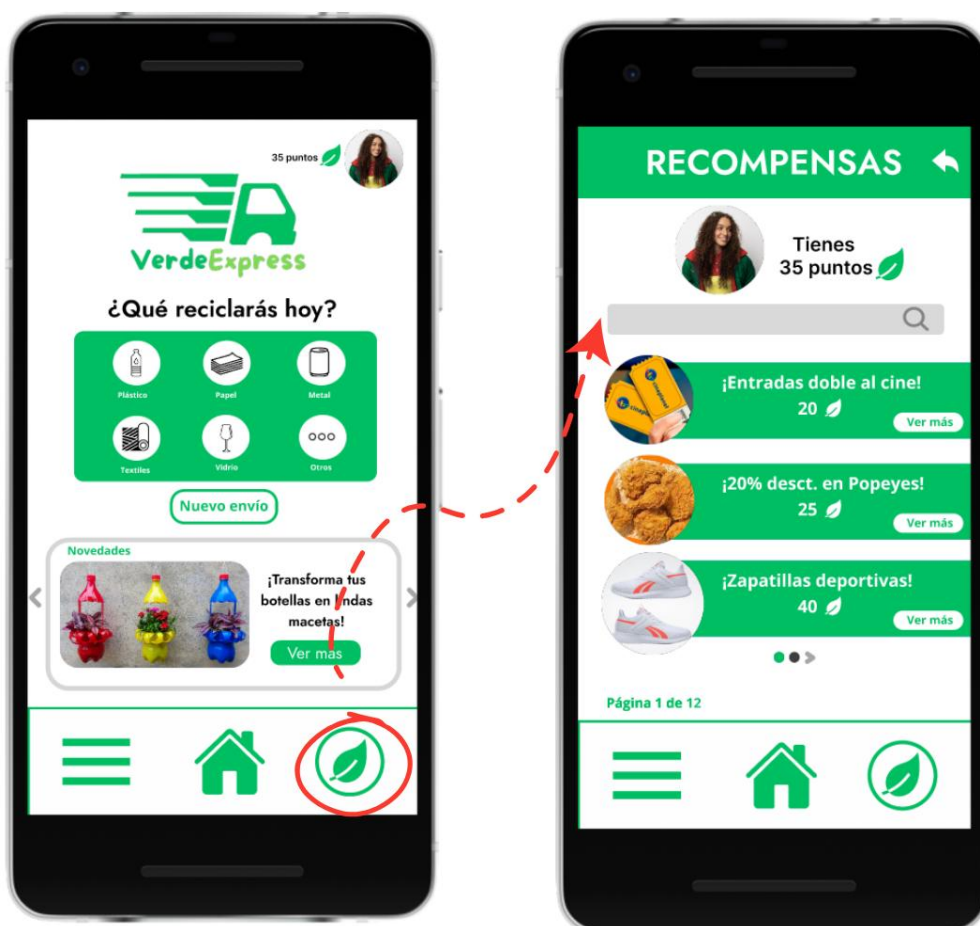 35 puntos
VerdeExpress
¿Qué reciclarás hoy?
Plástico
Papel
Metal
Textiles
Vidrio
Otros
Nuevo envío
Novedades
¡Transforma tus
botellas en lindas
macetas!
Ver más
RECOMPENSAS
Tienes
35 puntos
¡Entradas doble al cine!
20
Ver más
¡20% desct. en Popeyes!
25
Ver más
¡Zapatillas deportivas!
40
Ver más
Página 1 de 12